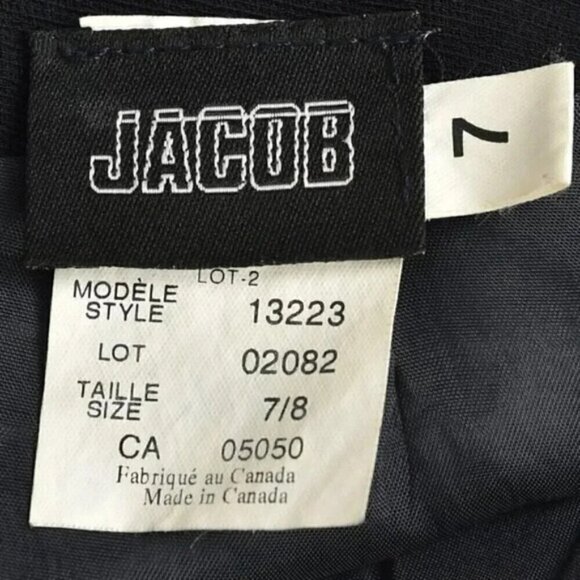 JACOB
7
LOT-2
MODÈLE
STYLE 13223
LOT 02082
TAILLE
SIZE 7/8
CA 05050
Fabriqué au Canada
Made in Canada